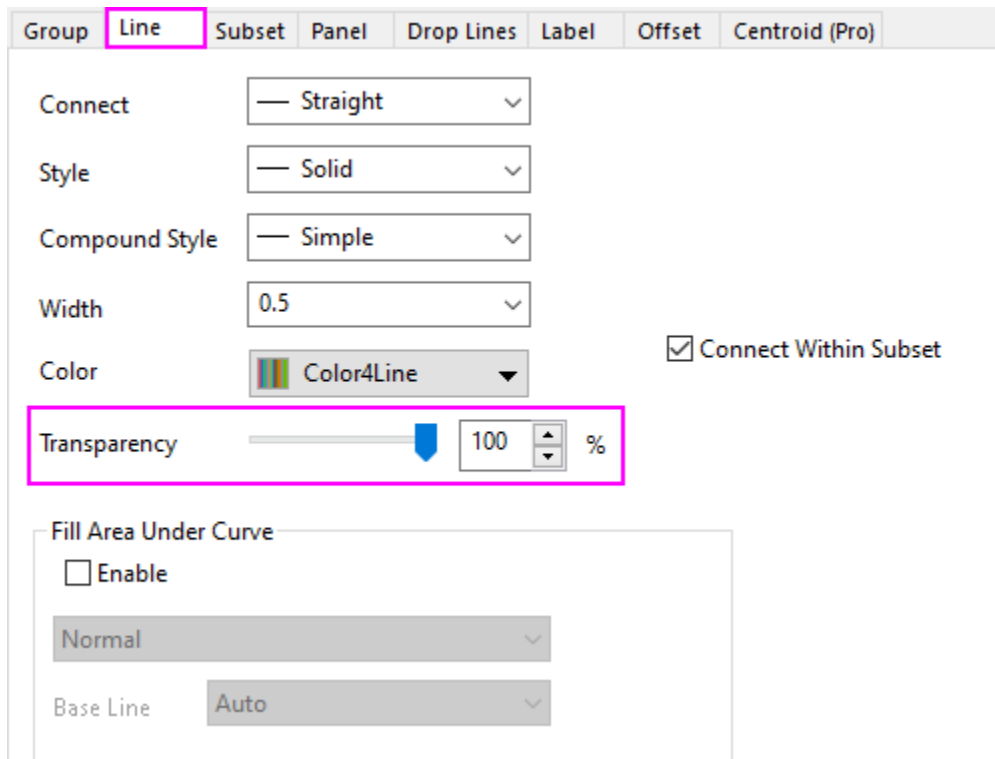 Group Line Subset Panel Drop Lines Label Offset Centroid (Pro)
Connect Straight
Style Solid
Compound Style Simple
Width 0.5
Connect Within Subset
Color Color4Line
Transparency 100 %
Fill Area Under Curve
Enable
Normal
Base Line Auto